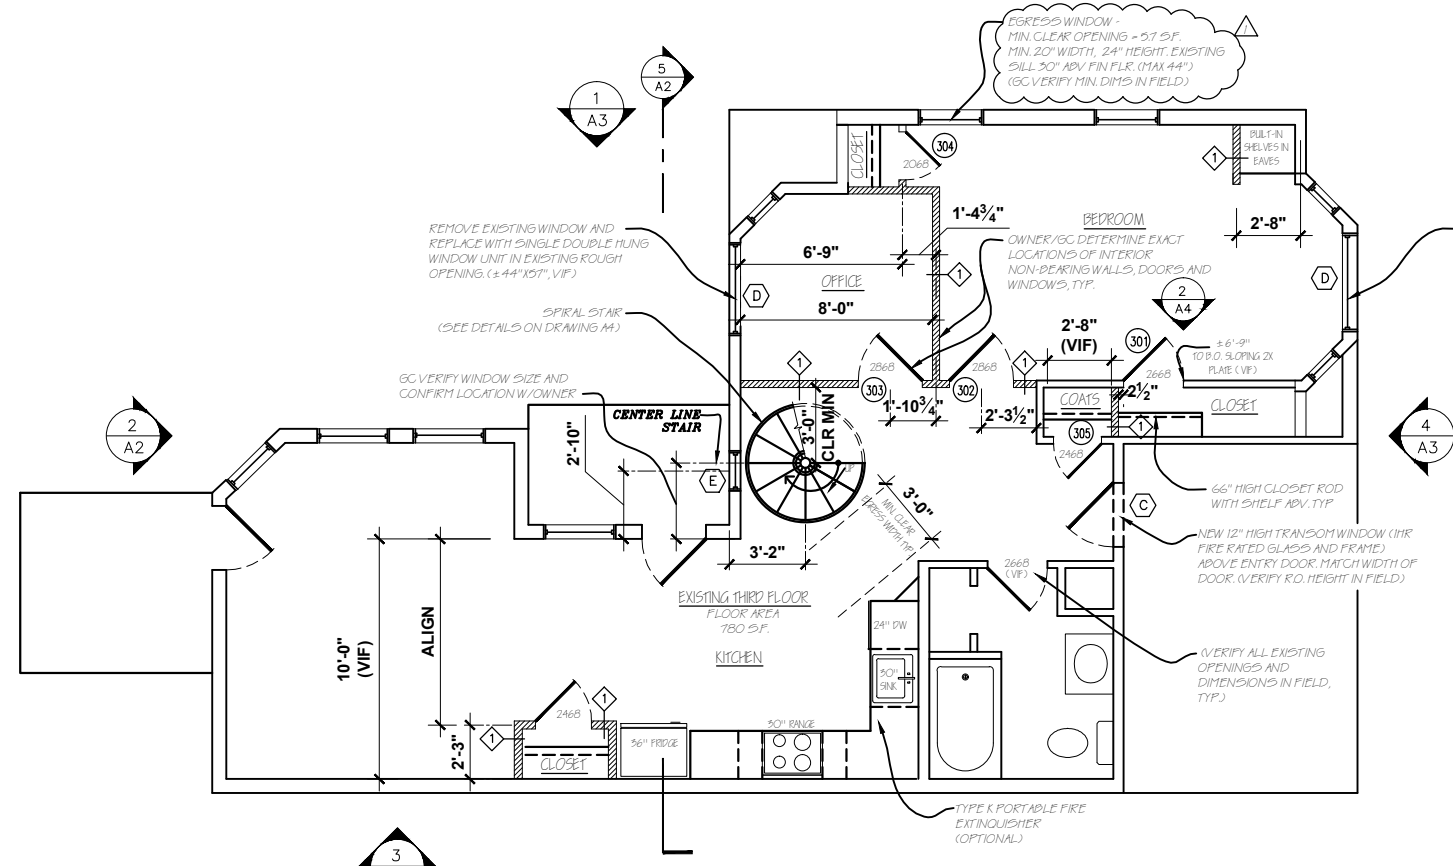 EGRESS WINDOW -
MIN. CLEAR OPENING = 5.7 S.F.
MIN. 20" WIDTH, 24" HEIGHT. EXISTING
SILL 30" ABV FIN FLR. (MAX 44")
(GC VERIFY MIN. DIMS IN FIELD)
1
5
A2
1
A3
CLOSET
304
2068
1
BUILT-IN
SHELVES IN
EAVES
1'-4¾"
BEDROOM
2'-8"
REMOVE EXISTING WINDOW AND
REPLACE WITH SINGLE DOUBLE HUNG
WINDOW UNIT IN EXISTING ROUGH
OPENING. (±44"X57", VIF)
6'-9"
OWNER/GC DETERMINE EXACT
LOCATIONS OF INTERIOR
NON-BEARING WALLS, DOORS AND
WINDOWS, TYP.
OFFICE
1
D
D
8'-0"
2
A4
SPIRAL STAIR
(SEE DETAILS ON DRAWING A4)
2'-8"
(VIF)
301
±6'-9"
TO B.O. SLOPING 2X
PLATE (VIF)
1
2868
2868
1
2668
GC VERIFY WINDOW SIZE AND
CONFIRM LOCATION W/OWNER
303
302
2½"
COATS
CLOSET
1'-10¾"
2'-3½"
CENTER LINE
STAIR
3'-0"
CLR MIN
2'-10"
305
1
2
A2
4
A3
2468
UP
E
66" HIGH CLOSET ROD
WITH SHELF ABV. TYP
3'-0"
MIN. CLEAR
EGRESS WIDTH TYP.
C
NEW 12" HIGH TRANSOM WINDOW (1HR
FIRE RATED GLASS AND FRAME)
ABOVE ENTRY DOOR. MATCH WIDTH OF
DOOR. (VERIFY R.O. HEIGHT IN FIELD)
3'-2"
2668
(VIF)
EXISTING THIRD FLOOR
FLOOR AREA
780 S.F.
24" DW
10'-0"
(VIF)
ALIGN
KITCHEN
30"
SINK
(VERIFY ALL EXISTING
OPENINGS AND
DIMENSIONS IN FIELD,
TYP.)
2468
1
30" RANGE
1
36" FRIDGE
2'-3"
CLOSET
TYPE K PORTABLE FIRE
EXTINQUISHER
(OPTIONAL)
3